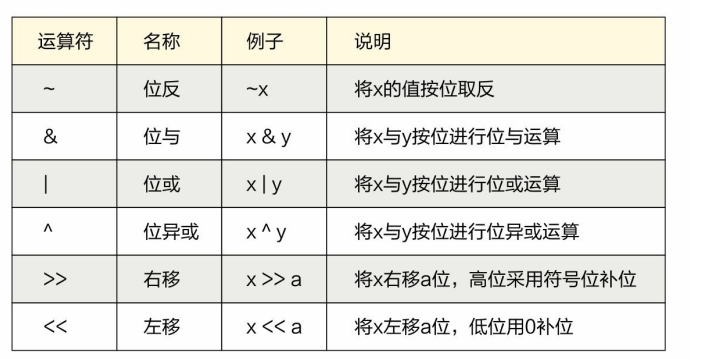 运算符 名称 例子 说明
~ 位反 ~x 将x的值按位取反
& 位与 x & y 将x与y按位进行位与运算
| 位或 x | y 将x与y按位进行位或运算
^ 位异或 x ^ y 将x与y按位进行位异或运算
>> 右移 x >> a 将x右移a位，高位采用符号位补位
<< 左移 x << a 将x左移a位，低位用0补位